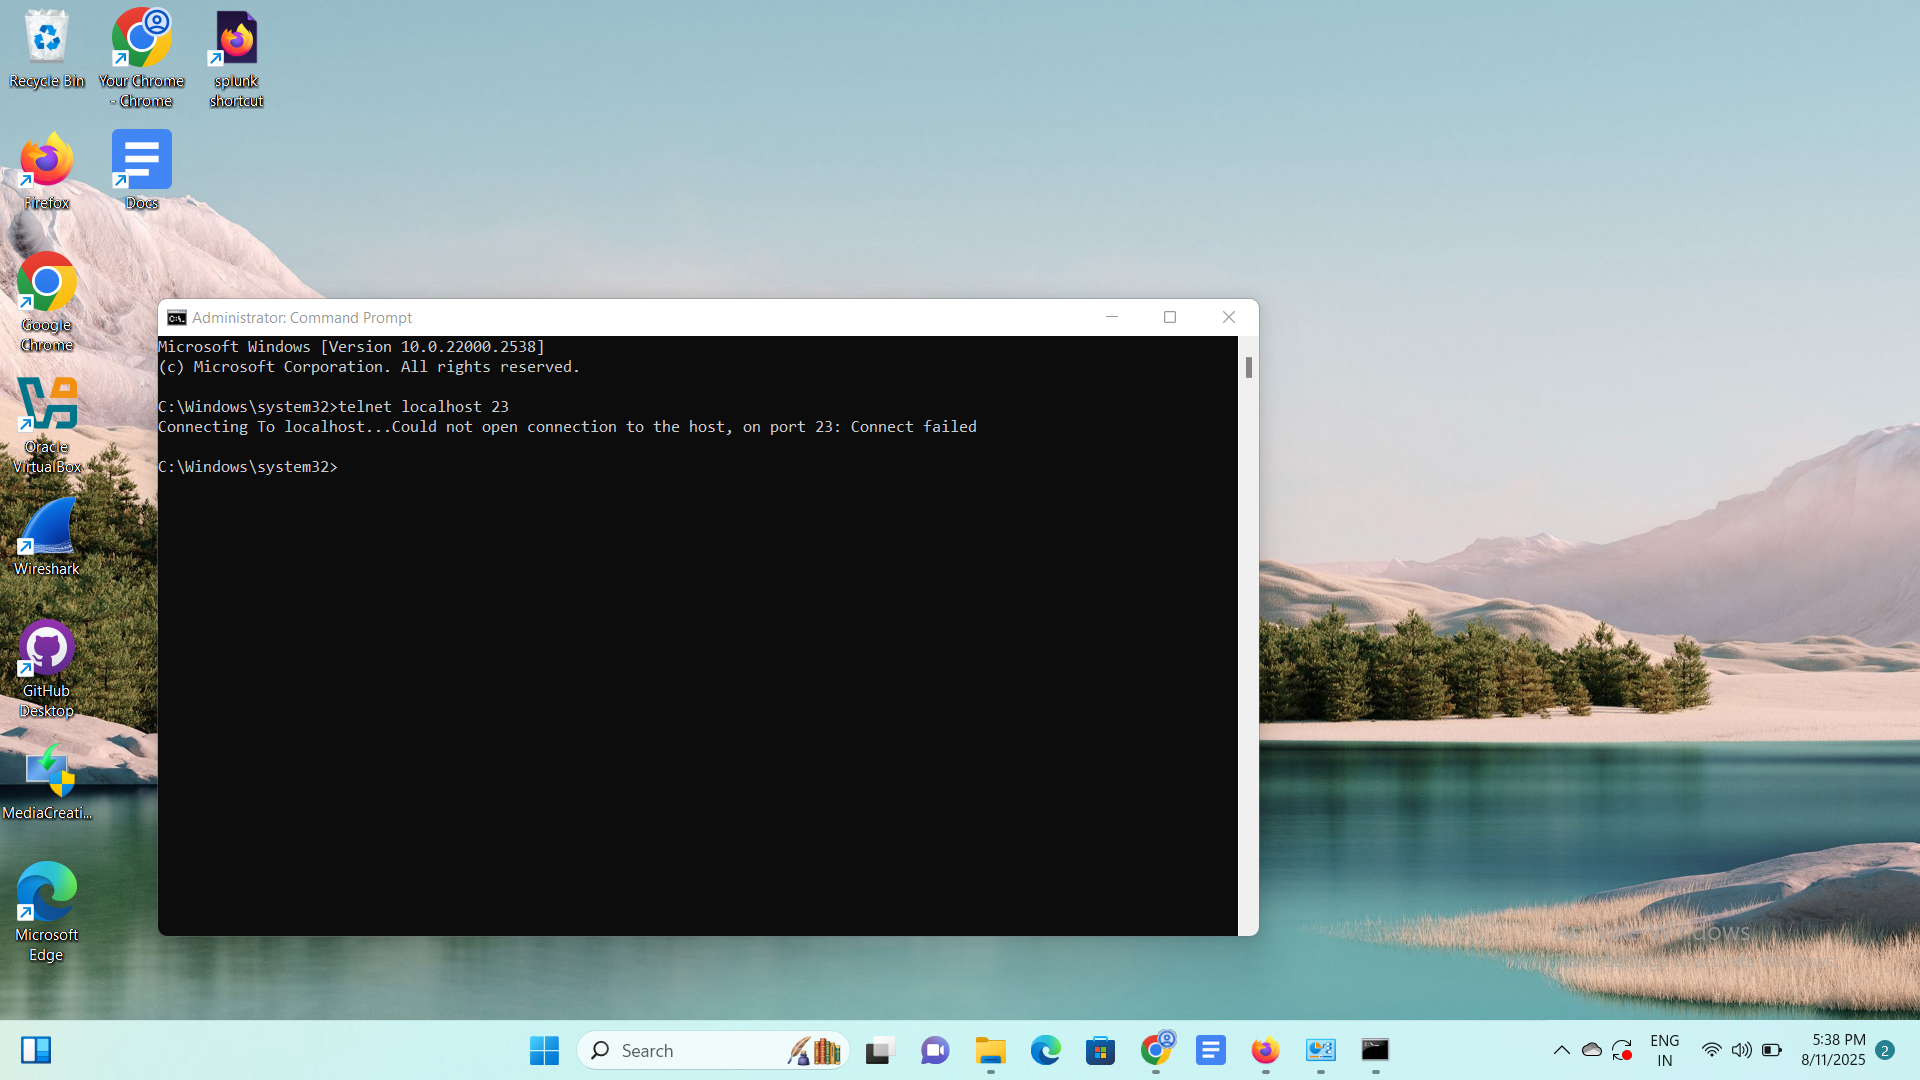 Recycle Bin
Your Chrome
- Chrome
splunk
shortcut
Firefox
Docs
Google
Chrome
Oracle
VirtualBox
Wireshark
GitHub
Desktop
MediaCreati...
Microsoft
Edge
Administrator: Command Prompt
Microsoft Windows [Version 10.0.22000.2538]
(c) Microsoft Corporation. All rights reserved.
C:\Windows\system32>telnet localhost 23
Connecting To localhost...Could not open connection to the host, on port 23: Connect failed
C:\Windows\system32>
Search
ENG
IN
5:38 PM
8/11/2025
2